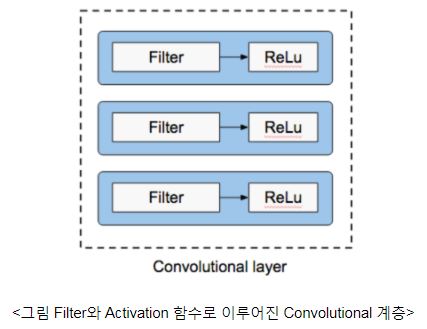 Filter ReLu
Filter ReLu
Filter ReLu
Convolutional layer
<그림 Filter와 Activation 함수로 이루어진 Convolutional 계층>